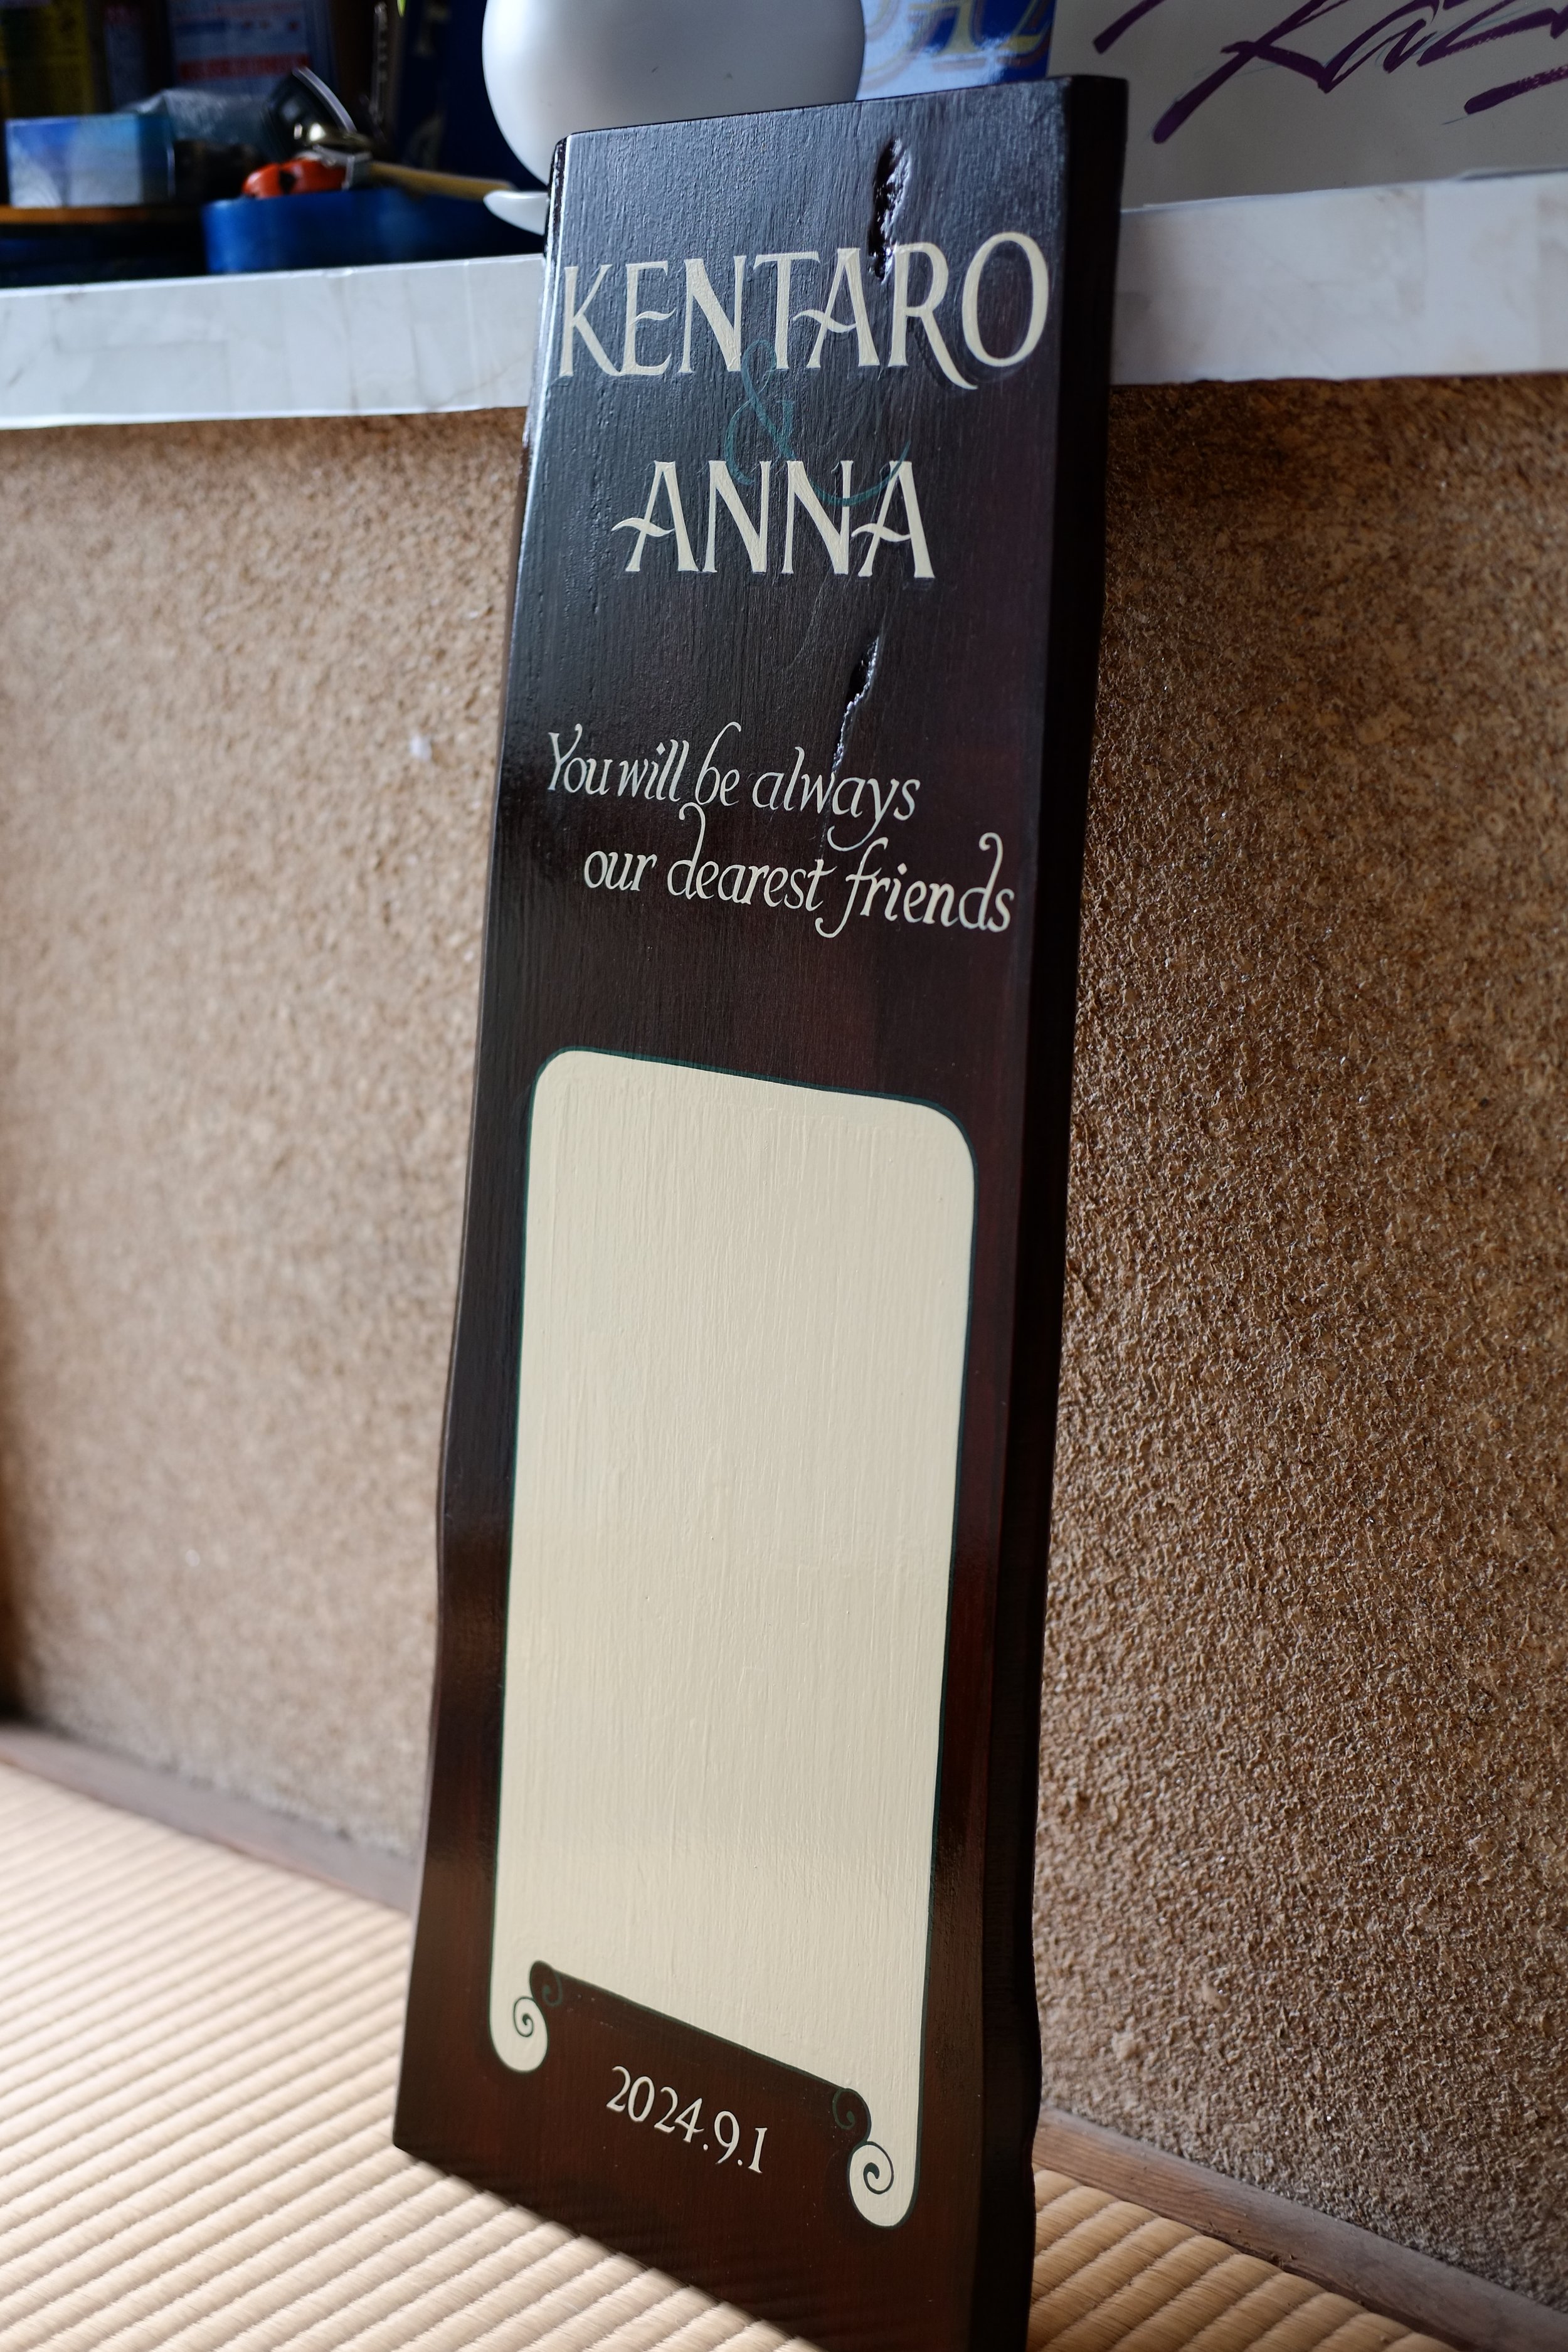 KENTARO
&
ANNA
You will be always
our dearest friends
2024.9.1